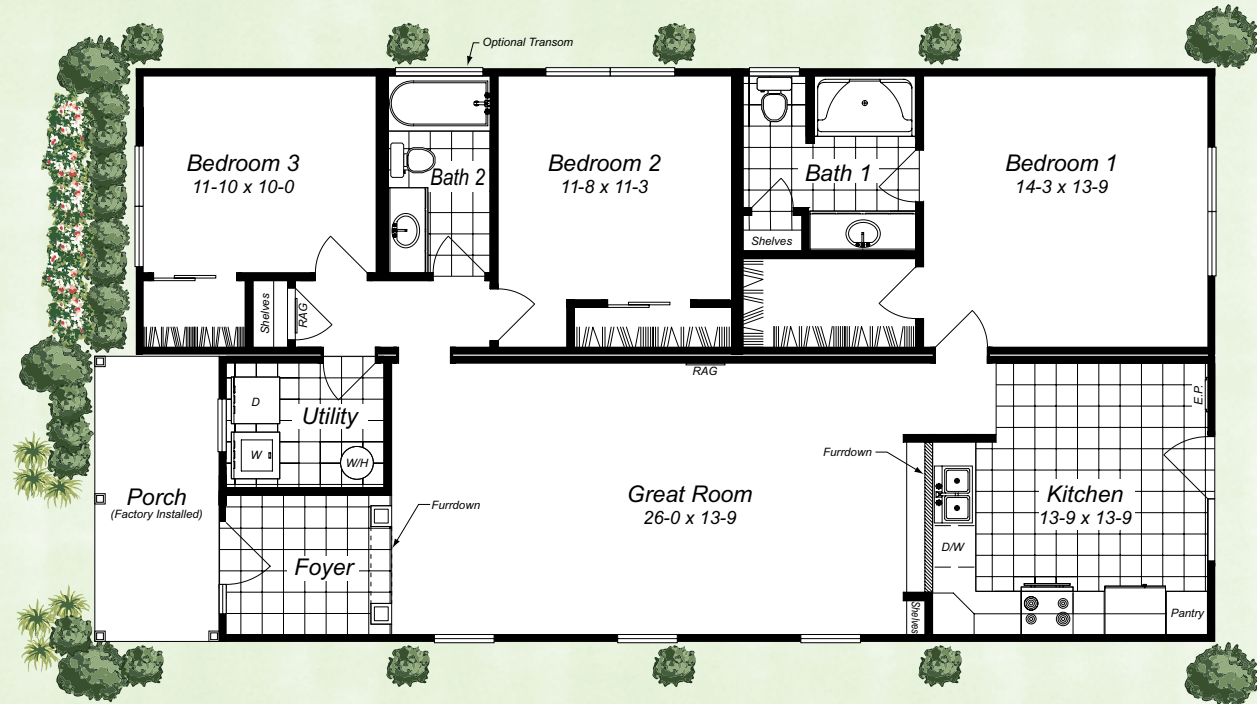 Optional Transom
Bedroom 3
11-10 x 10-0
Bath 2
Bedroom 2
11-8 x 11-3
Bath 1
Bedroom 1
14-3 x 13-9
Shelves
Shelves
RAG
RAG
E.P.
D
Utility
W
W/H
Furrdown
Porch
(Factory Installed)
Furrdown
Great Room
26-0 x 13-9
Kitchen
13-9 x 13-9
D/W
Foyer
Shelves
Pantry